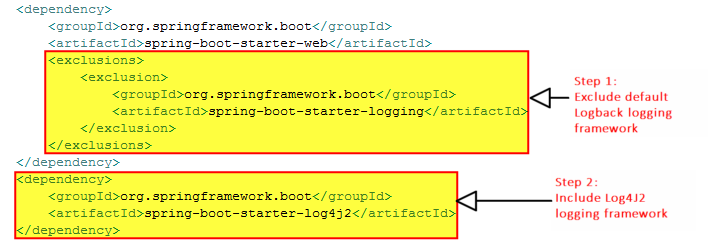 <dependency>
<groupId>org.springframework.boot</groupId>
<artifactId>spring-boot-starter-web</artifactId>
<exclusions>
<exclusion>
<groupId>org.springframework.boot</groupId>
<artifactId>spring-boot-starter-logging</artifactId>
</exclusion>
</exclusions>
</dependency>
<dependency>
<groupId>org.springframework.boot</groupId>
<artifactId>spring-boot-starter-log4j2</artifactId>
</dependency>
Step 1:
Exclude default
Logback logging
framework
Step 2:
Include Log4J2
logging framework